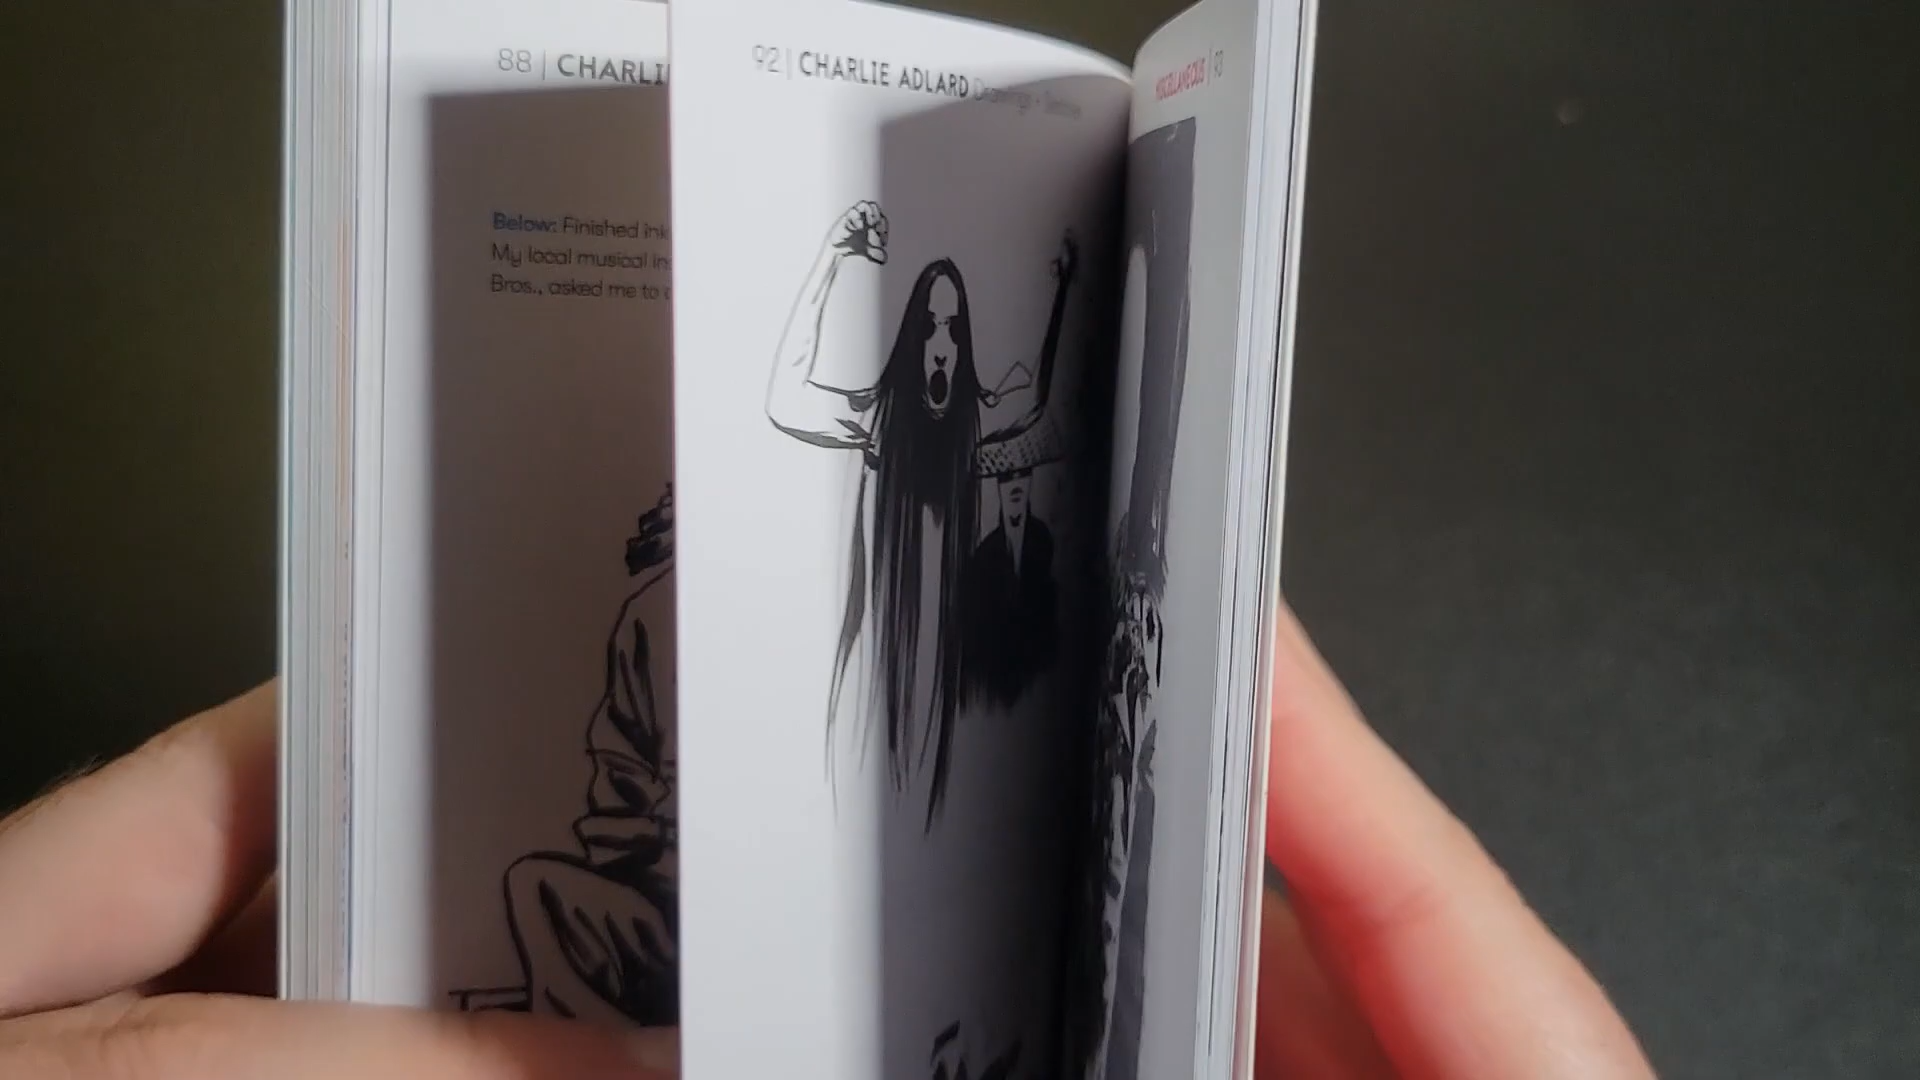 88 | CHARLI
Below: Finished ink
My local musical in
Bros., asked me to
92 | CHARLIE ADLARD Drawings + Sketches
MISCELLANEOUS | 93